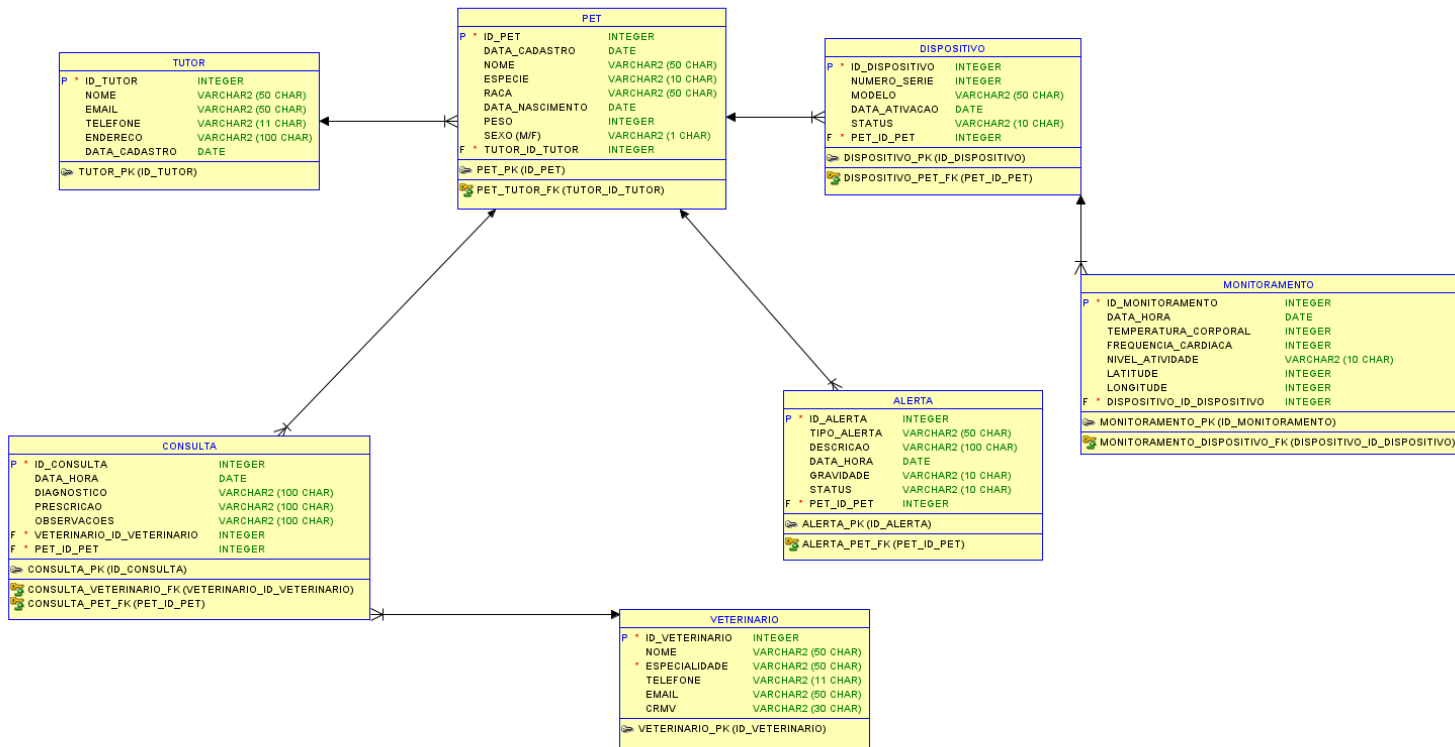 TUTOR
P * ID_TUTOR INTEGER
NOME VARCHAR2 (50 CHAR)
EMAIL VARCHAR2 (50 CHAR)
TELEFONE VARCHAR2 (11 CHAR)
ENDERECO VARCHAR2 (100 CHAR)
DATA_CADASTRO DATE
TUTOR_PK (ID_TUTOR)
PET
P * ID_PET INTEGER
DATA_CADASTRO DATE
NOME VARCHAR2 (50 CHAR)
ESPECIE VARCHAR2 (10 CHAR)
RACA VARCHAR2 (50 CHAR)
DATA_NASCIMENTO DATE
PESO INTEGER
SEXO (M/F) VARCHAR2 (1 CHAR)
F * TUTOR_ID_TUTOR INTEGER
PET_PK (ID_PET)
PET_TUTOR_FK (TUTOR_ID_TUTOR)
DISPOSITIVO
P * ID_DISPOSITIVO INTEGER
NUMERO_SERIE INTEGER
MODELO VARCHAR2 (50 CHAR)
DATA_ATIVACAO DATE
STATUS VARCHAR2 (10 CHAR)
F * PET_ID_PET INTEGER
DISPOSITIVO_PK (ID_DISPOSITIVO)
DISPOSITIVO_PET_FK (PET_ID_PET)
MONITORAMENTO
P * ID_MONITORAMENTO INTEGER
DATA_HORA DATE
TEMPERATURA_CORPORAL INTEGER
FREQUENCIA_CARDIACA INTEGER
NIVEL_ATIVIDADE VARCHAR2 (10 CHAR)
LATITUDE INTEGER
LONGITUDE INTEGER
F * DISPOSITIVO_ID_DISPOSITIVO INTEGER
MONITORAMENTO_PK (ID_MONITORAMENTO)
MONITORAMENTO_DISPOSITIVO_FK (DISPOSITIVO_ID_DISPOSITIVO)
CONSULTA
P * ID_CONSULTA INTEGER
DATA_HORA DATE
DIAGNOSTICO VARCHAR2 (100 CHAR)
PRESCRICAO VARCHAR2 (100 CHAR)
OBSERVACOES VARCHAR2 (100 CHAR)
F * VETERINARIO_ID_VETERINARIO INTEGER
F * PET_ID_PET INTEGER
CONSULTA_PK (ID_CONSULTA)
CONSULTA_VETERINARIO_FK (VETERINARIO_ID_VETERINARIO)
CONSULTA_PET_FK (PET_ID_PET)
ALERTA
P * ID_ALERTA INTEGER
TIPO_ALERTA VARCHAR2 (50 CHAR)
DESCRICAO VARCHAR2 (100 CHAR)
DATA_HORA DATE
GRAVIDADE VARCHAR2 (10 CHAR)
STATUS VARCHAR2 (10 CHAR)
F * PET_ID_PET INTEGER
ALERTA_PK (ID_ALERTA)
ALERTA_PET_FK (PET_ID_PET)
VETERINARIO
P * ID_VETERINARIO INTEGER
NOME VARCHAR2 (50 CHAR)
* ESPECIALIDADE VARCHAR2 (50 CHAR)
TELEFONE VARCHAR2 (11 CHAR)
EMAIL VARCHAR2 (50 CHAR)
CRMV VARCHAR2 (30 CHAR)
VETERINARIO_PK (ID_VETERINARIO)